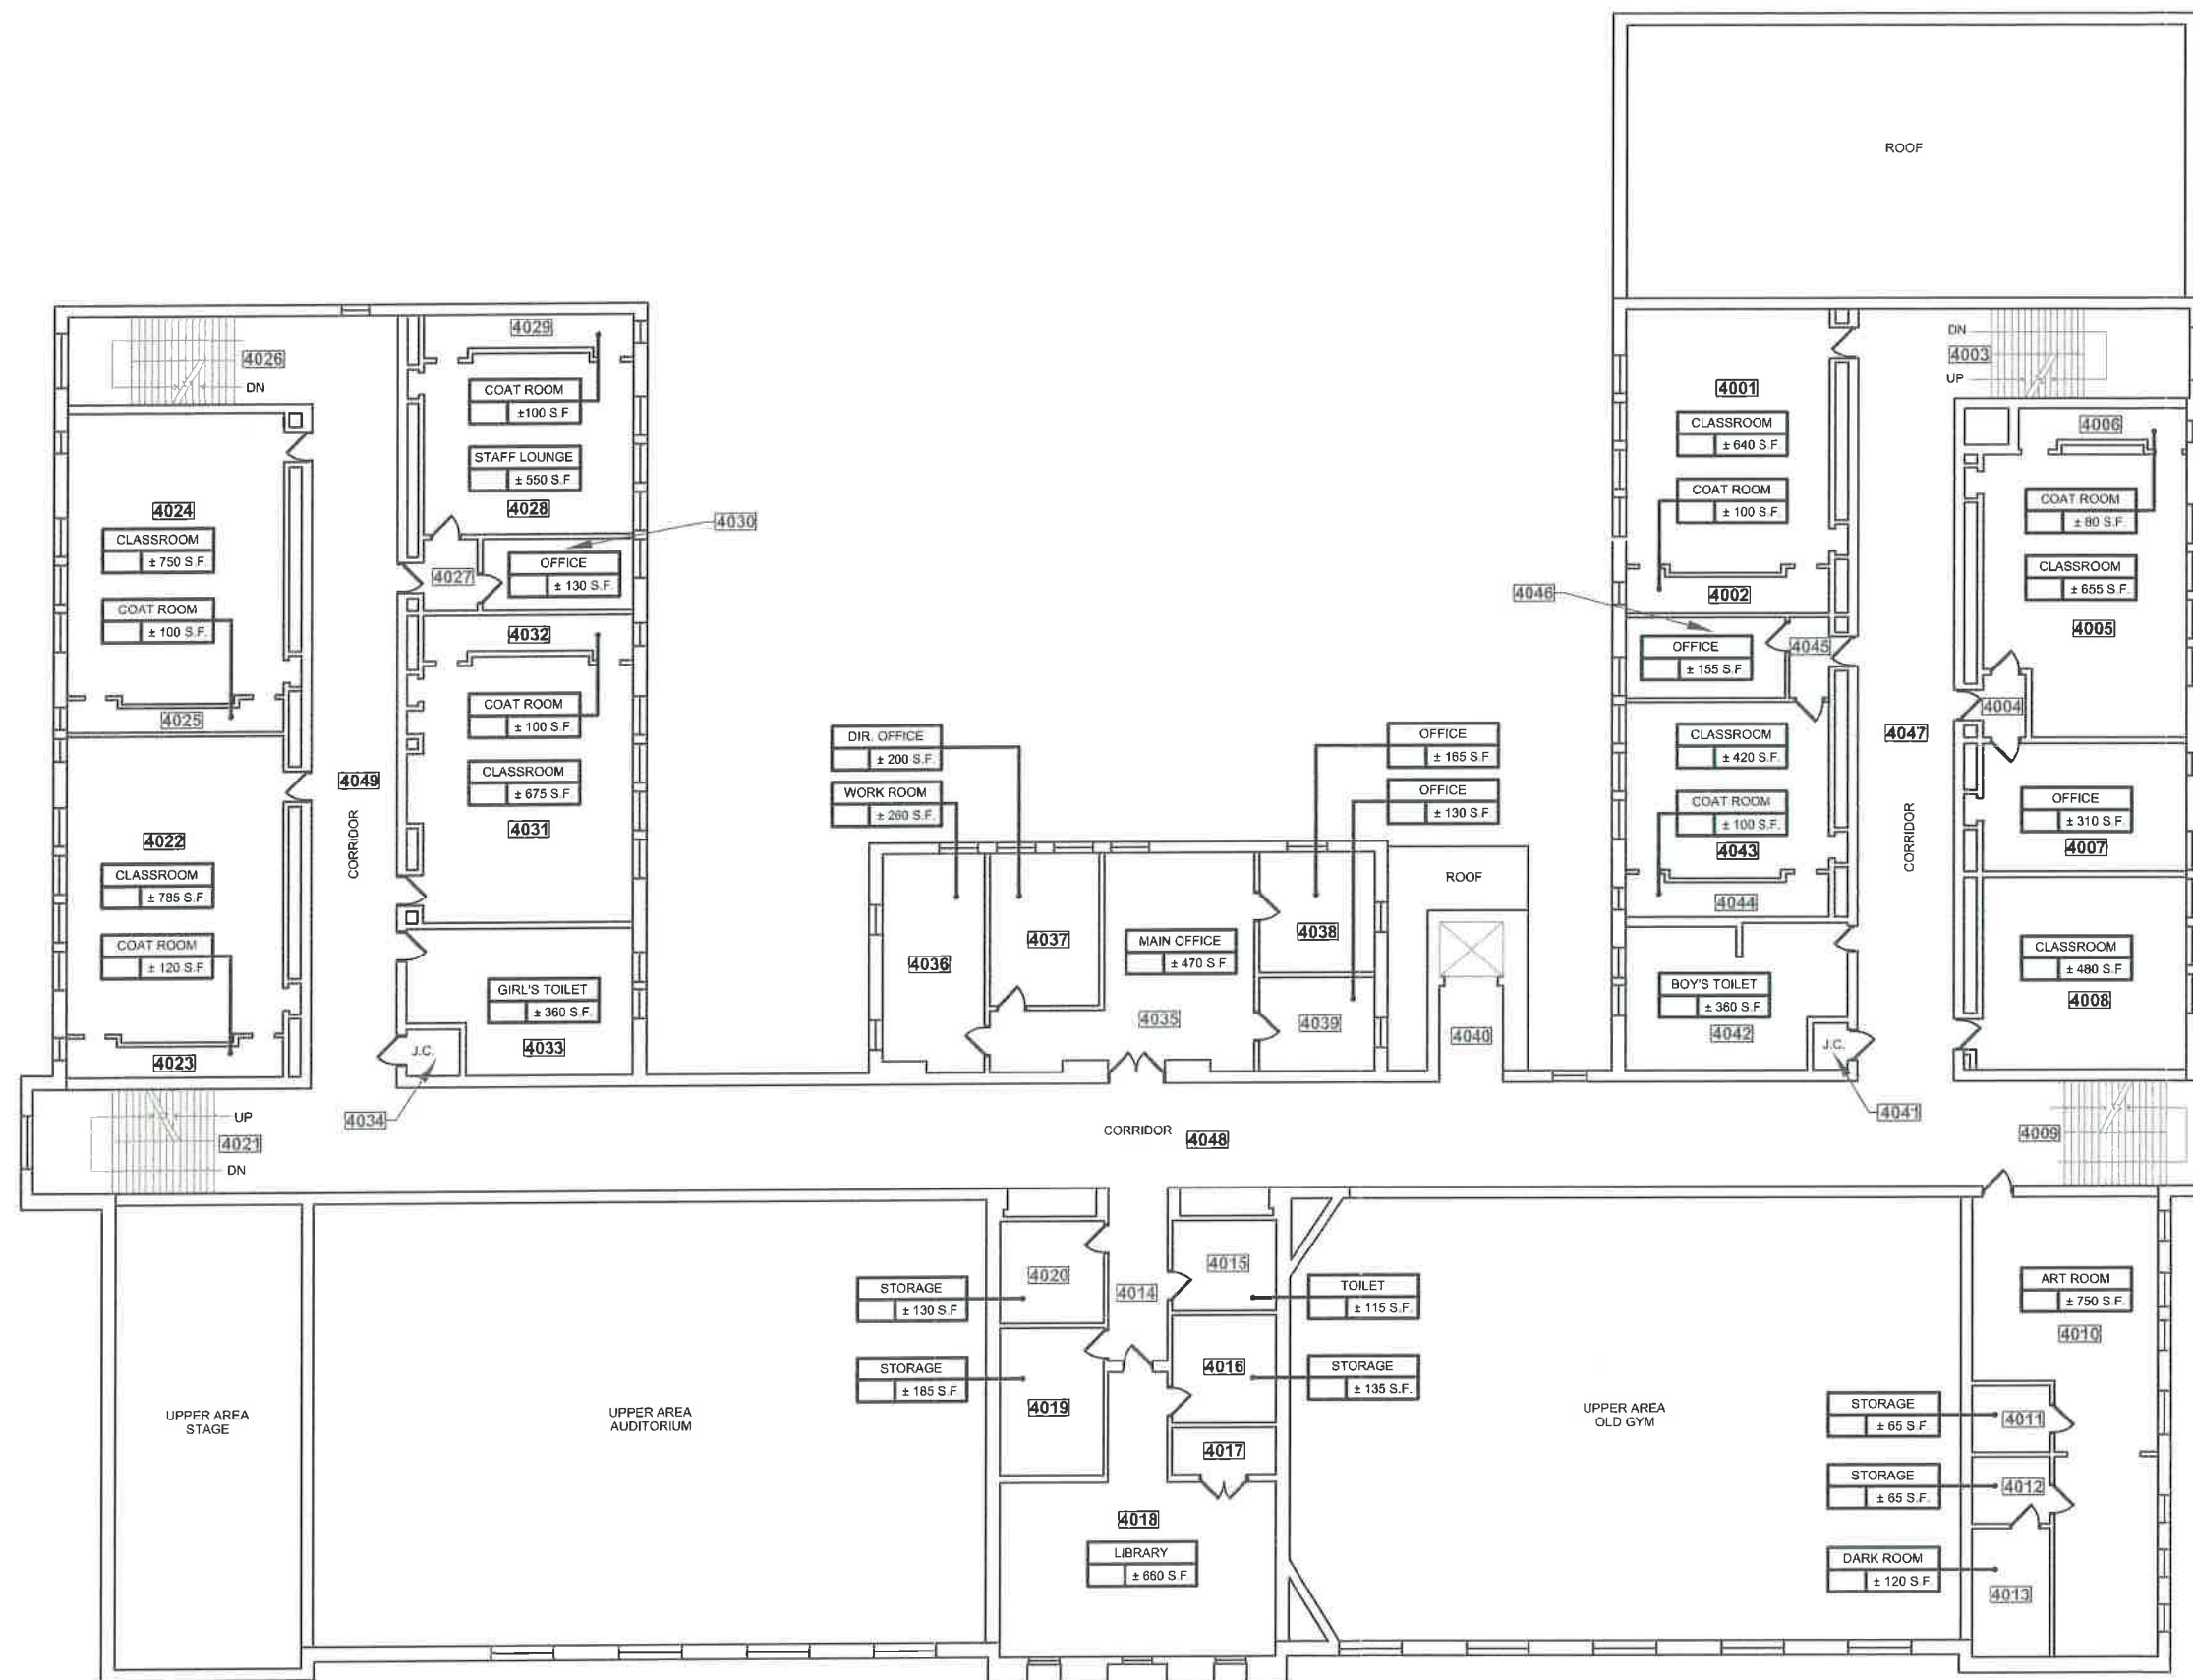 ROOF
4026
DN
4029
COAT ROOM
±100 S.F
STAFF LOUNGE
± 550 S.F
4028
4024
CLASSROOM
± 750 S.F.
COAT ROOM
± 100 S.F.
4025
4027
OFFICE
± 130 S.F.
4030
4032
COAT ROOM
± 100 S.F.
CLASSROOM
± 675 S.F.
4031
4049
CORRIDOR
4022
CLASSROOM
± 785 S.F.
COAT ROOM
± 120 S.F.
4023
GIRL'S TOILET
± 360 S.F.
4033
J.C.
4034
UP
4021
DN
DIR. OFFICE
± 200 S.F.
WORK ROOM
± 260 S.F.
OFFICE
± 165 S.F
OFFICE
± 130 S.F
4036
4037
MAIN OFFICE
± 470 S.F.
4035
4038
4039
ROOF
4040
4001
CLASSROOM
± 640 S.F
COAT ROOM
± 100 S.F.
4002
4046
OFFICE
± 155 S.F
4045
CLASSROOM
± 420 S.F.
COAT ROOM
± 100 S.F.
4043
4044
BOY'S TOILET
± 360 S.F.
4042
J.C.
4041
4047
CORRIDOR
DN
4003
UP
4006
COAT ROOM
± 80 S.F.
CLASSROOM
± 655 S.F.
4005
4004
OFFICE
± 310 S.F.
4007
CLASSROOM
± 480 S.F.
4008
4009
CORRIDOR 4048
UPPER AREA
STAGE
UPPER AREA
AUDITORIUM
STORAGE
± 130 S.F
4020
STORAGE
± 185 S.F
4019
4014
4015
TOILET
± 115 S.F.
4016
STORAGE
± 135 S.F.
4017
4018
LIBRARY
± 660 S.F
UPPER AREA
OLD GYM
ART ROOM
± 750 S.F.
4010
STORAGE
± 65 S.F
4011
STORAGE
± 65 S.F.
4012
DARK ROOM
± 120 S.F.
4013